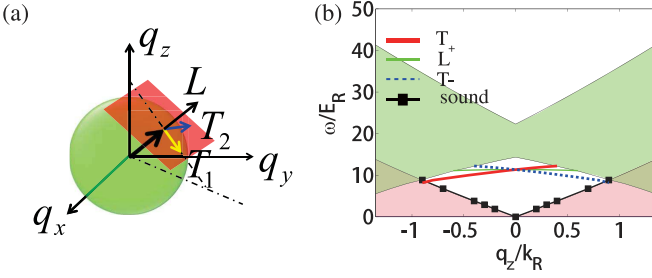 (a)
q_z
L
T_2
T_1
q_y
q_x
(b)
50
40
30
20
10
0
ω/E_R
T+
L
T-
sound
-1
-0.5
0
0.5
1
q_z/k_R